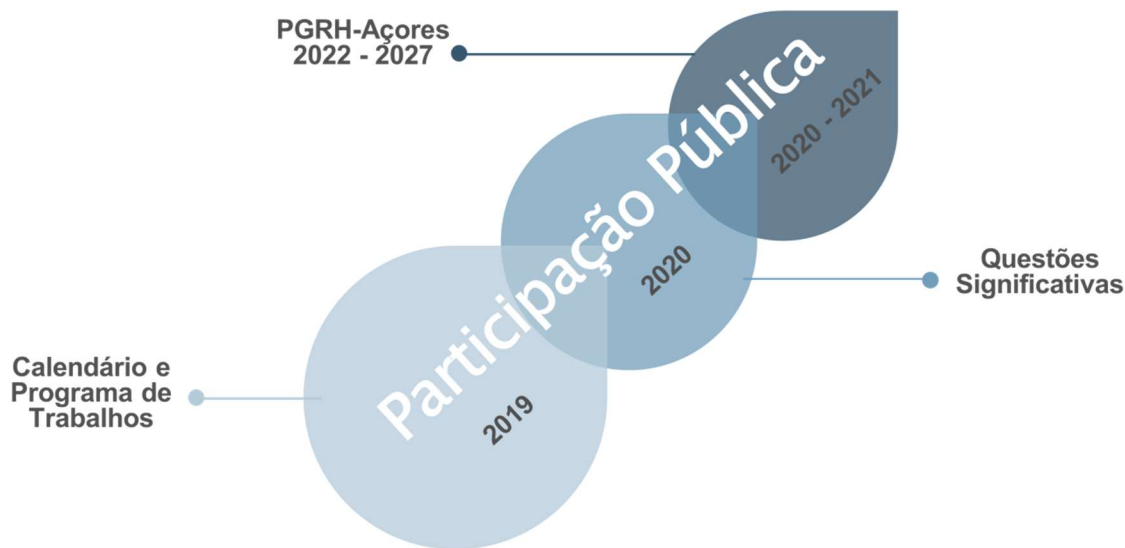 PGRH-Açores
2022 - 2027
Participação Pública
2020 - 2021
2020
Questões
Significativas
Calendário e
Programa de
Trabalhos
2019